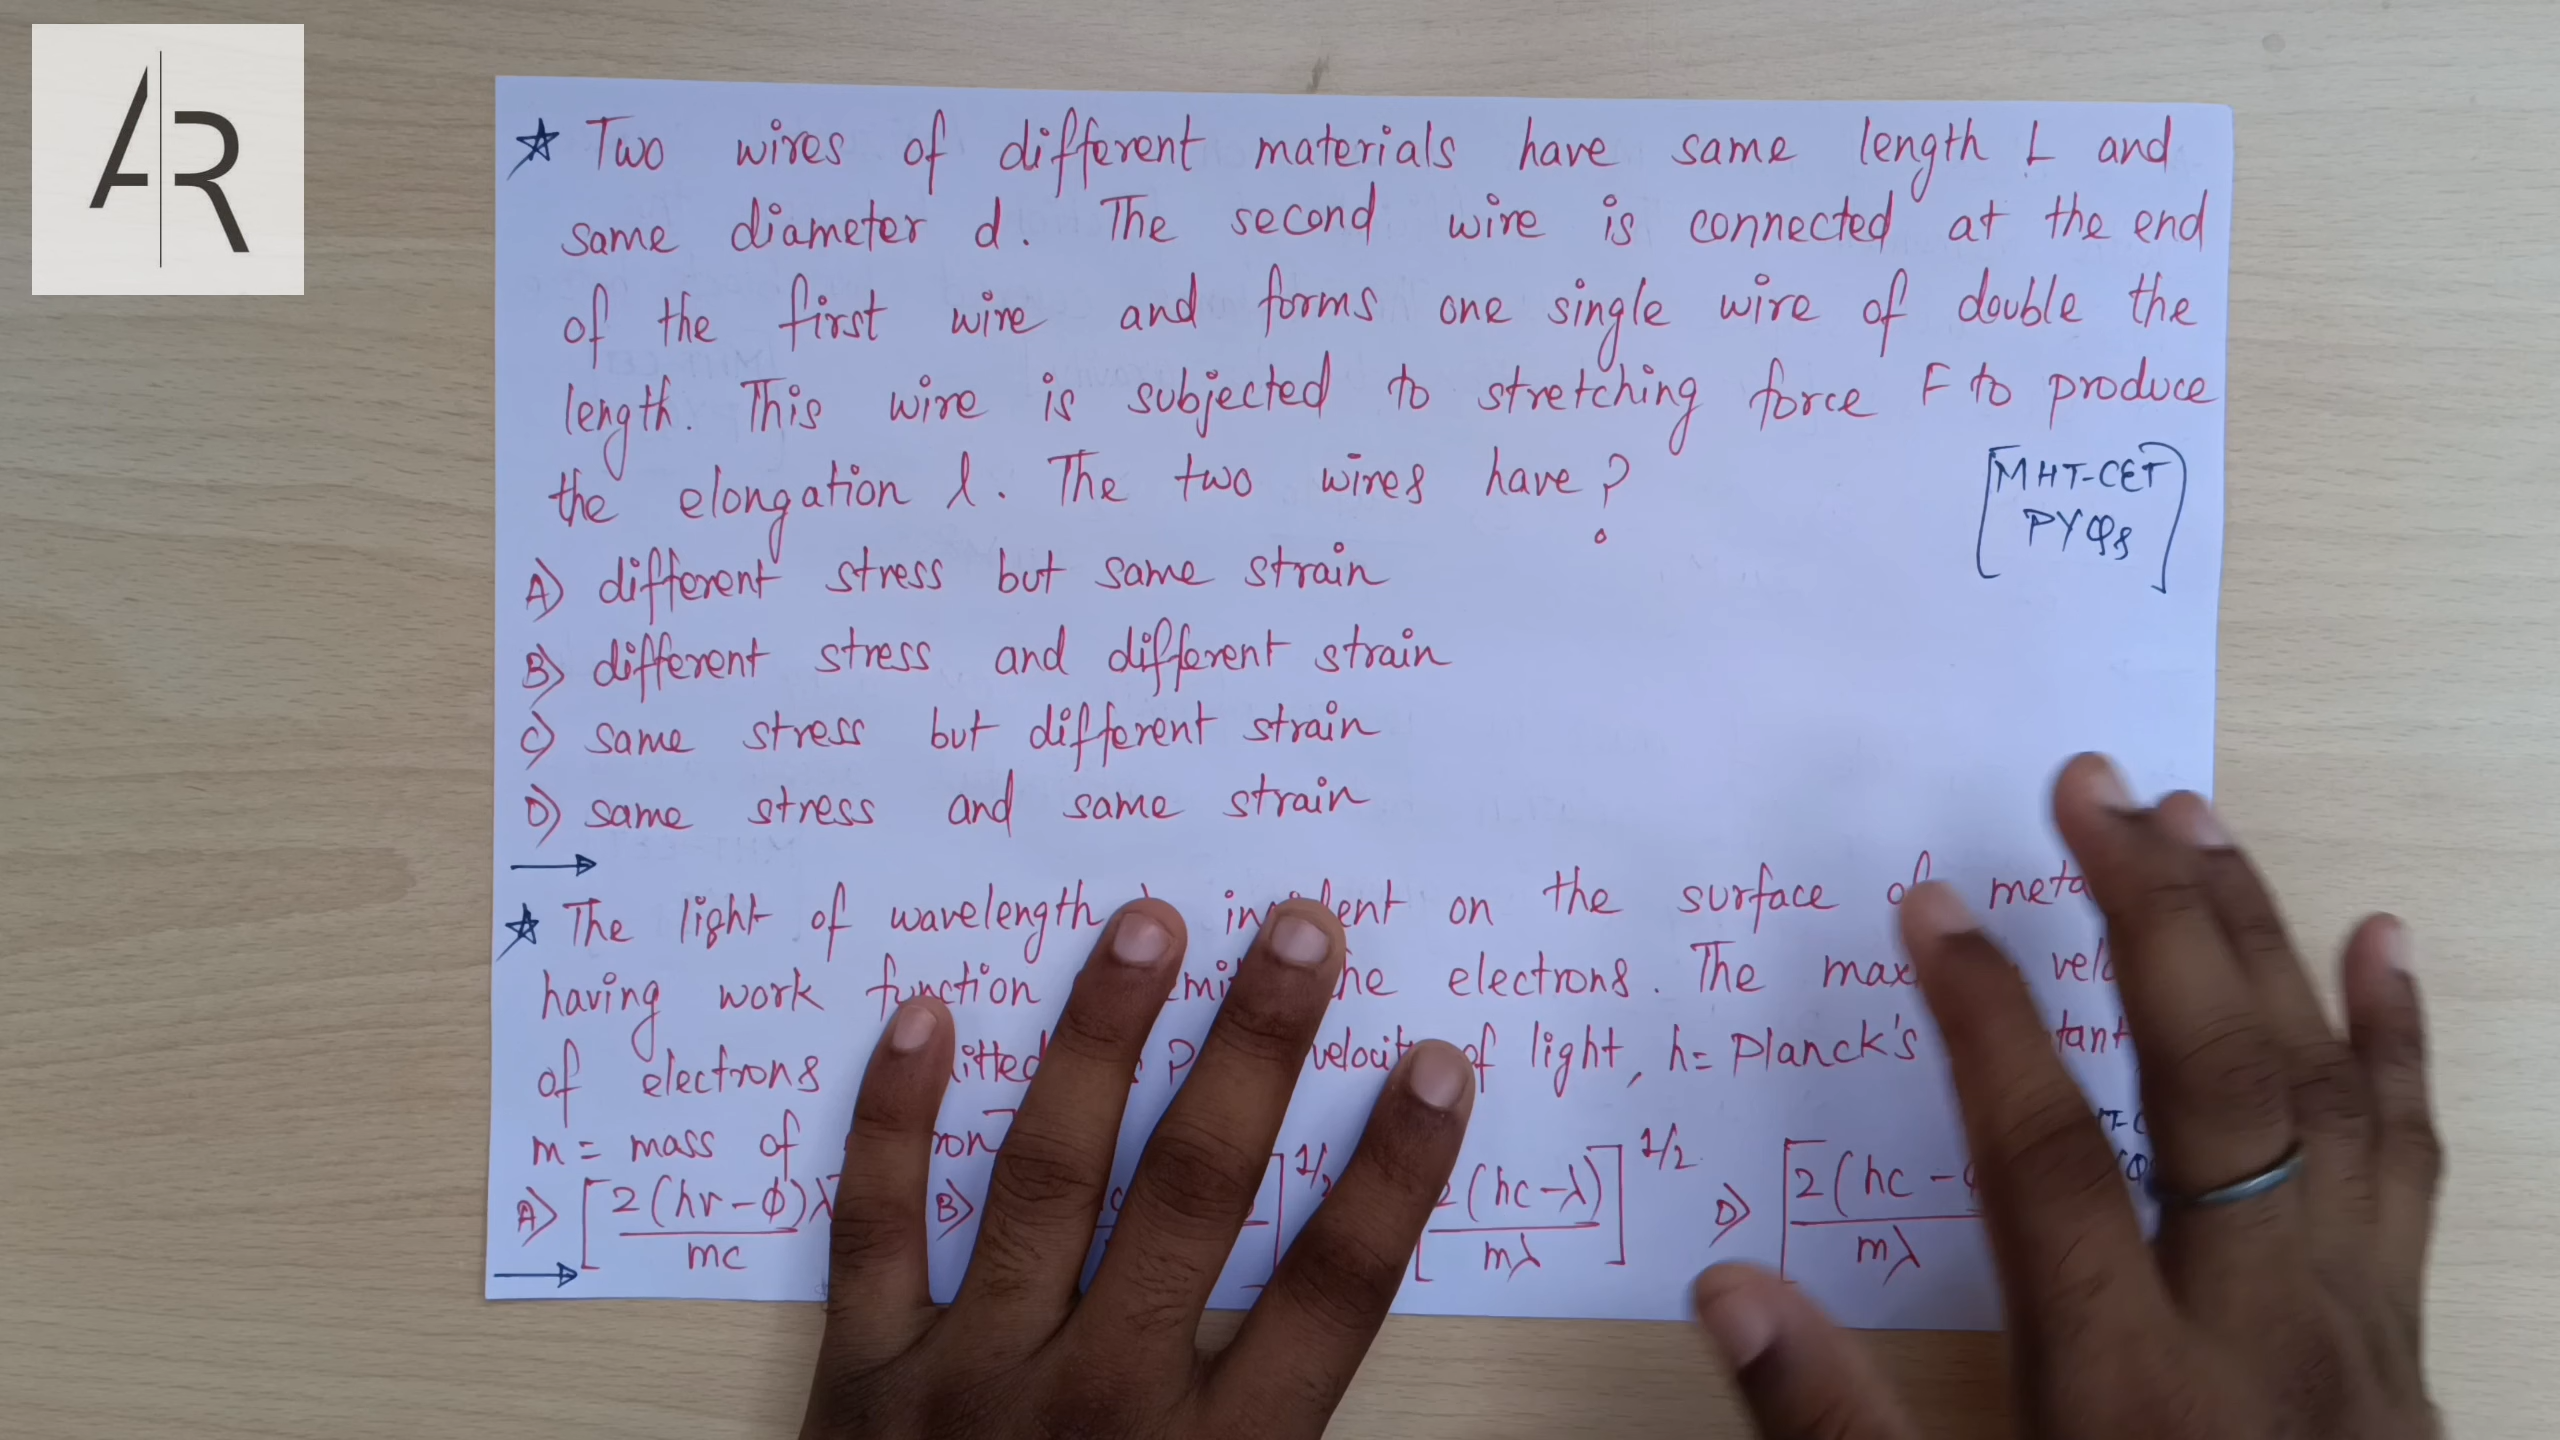 AR
☆ Two wires of different materials have same length L and
same diameter d. The second wire is connected at the end
of the first wire and forms one single wire of double the
length. This wire is subjected to stretching force F to produce
the elongation l. The two wires have?
[MHT-CET
PYQs]
A) different stress but same strain
B) different stress and different strain
C) same stress but different strain
D) same stress and same strain
→
☆ The light of wavelength on the surface of
having work function the electrons. The
of electrons of light, h= Planck's
m = mass of
A) [2(hν-ϕ)λ / mc B) ]^1/2 [2(hc-λ) / mλ]^1/2 D) [2(hc - / mλ
→